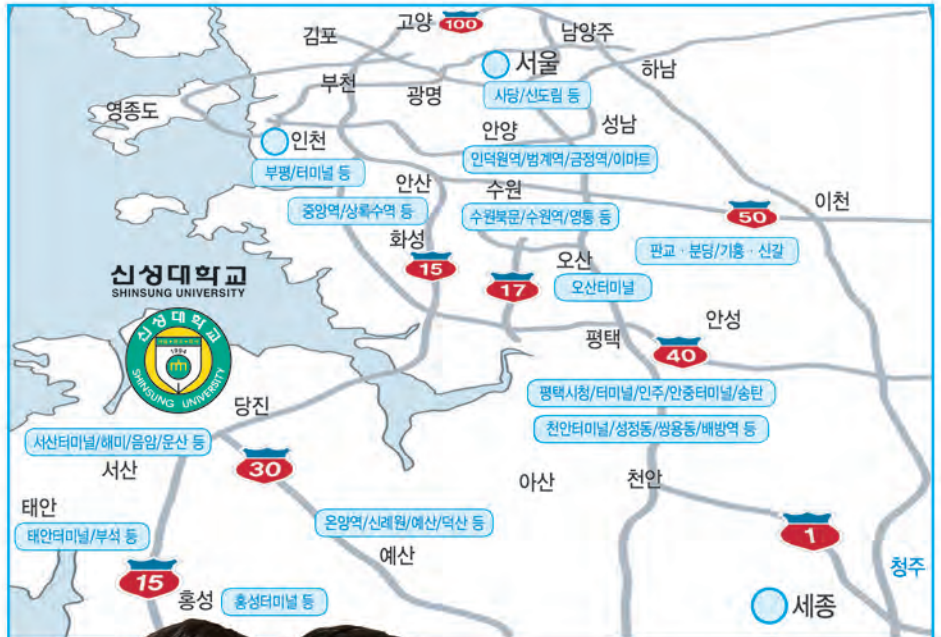 고양
100
남양주
김포
서울
하남
부천
광명
사당/신도림 등
영종도
성남
안양
인천
인덕원역/범계역/금정역/이마트
부평/터미널 등
안산
수원
이천
중앙역/상록수역 등
수원북문/수원역/영통 등
50
화성
판교 · 분당/기흥 · 신갈
15
오산
신성대학교
SHINSUNG UNIVERSITY
17
오산터미널
신성대학교
1994
SHINSUNG UNIVERSITY
안성
평택
40
평택시청/터미널/인주/안중터미널/송탄
당진
천안터미널/성정동/쌍용동/배방역 등
서산터미널/해미/음암/운산 등
서산
30
아산
천안
태안
온양역/신례원/예산/덕산 등
태안터미널/부석 등
1
예산
청주
15
홍성
홍성터미널 등
세종